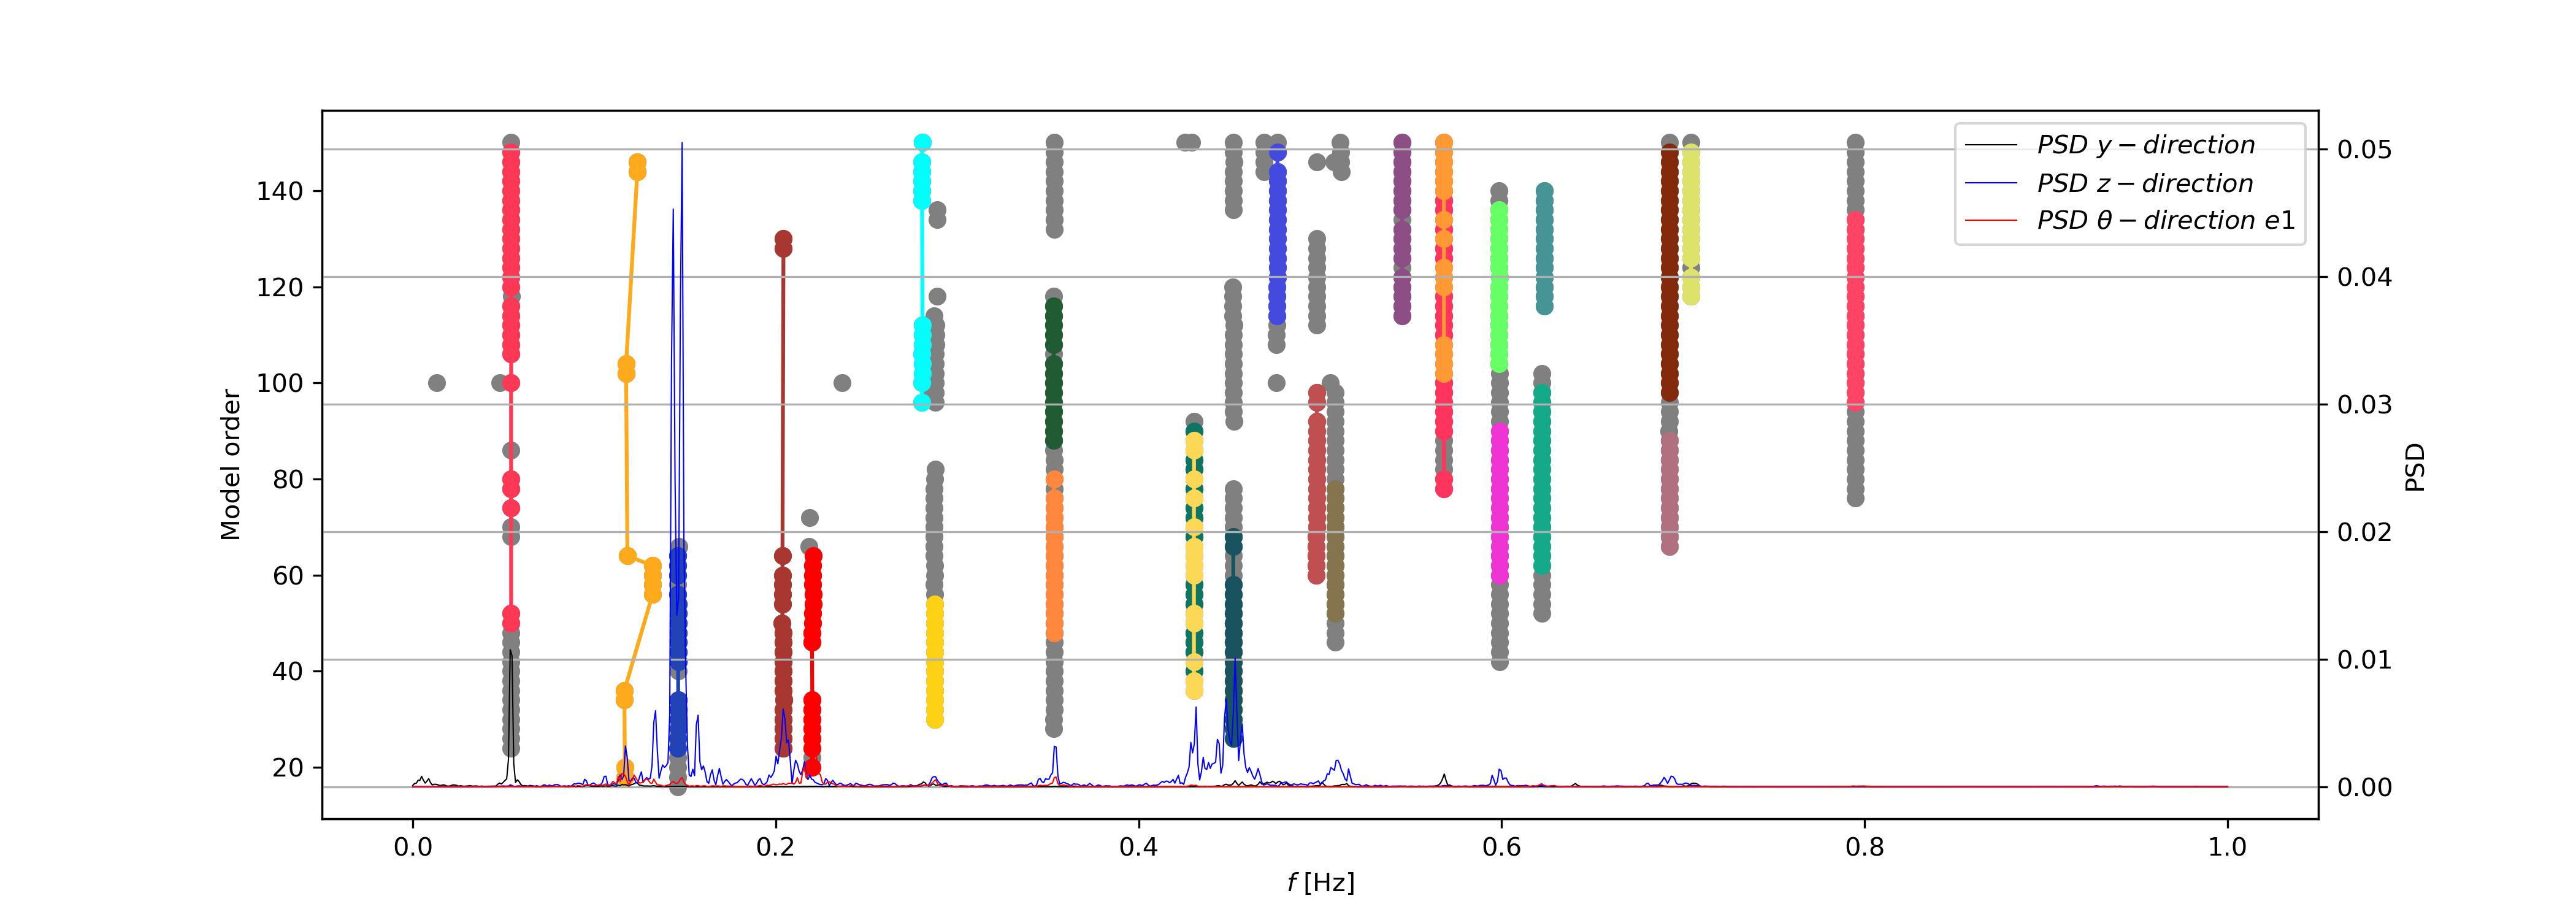 PSD y − direction
PSD z − direction
PSD θ − direction e1
140
120
100
80
60
40
20
Model order
0.05
0.04
0.03
0.02
0.01
0.00
PSD
0.0 0.2 0.4 0.6 0.8 1.0
f [Hz]